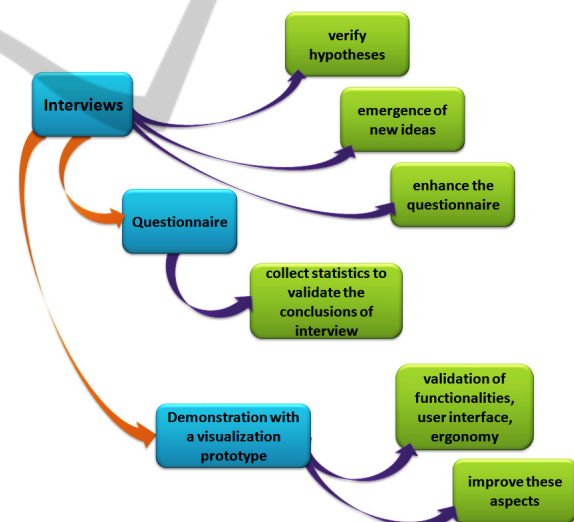 verify
hypotheses
Interviews
emergence of
new ideas
enhance the
questionnaire
Questionnaire
collect statistics to
validate the
conclusions of
interview
validation of
functionalities,
user interface,
ergonomy
Demonstration with
a visualization
prototype
improve these
aspects